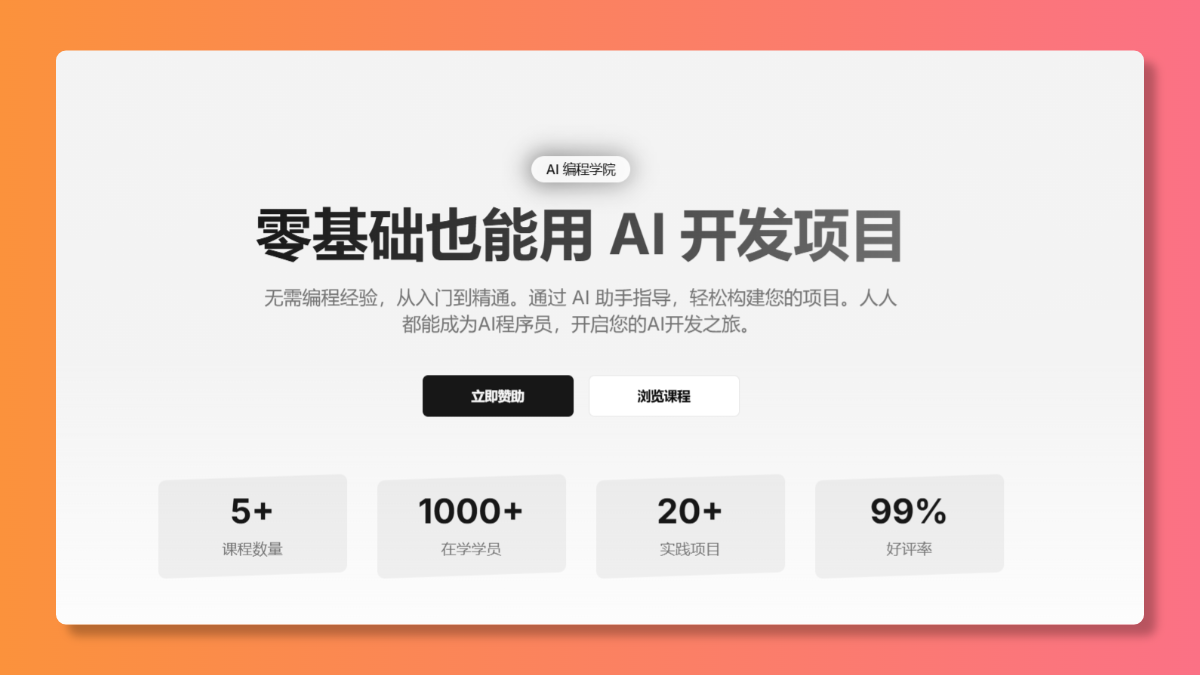 AI 编程学院
零基础也能用 AI 开发项目
无需编程经验，从入门到精通。通过 AI 助手指导，轻松构建您的项目。人人
都能成为AI程序员，开启您的AI开发之旅。
立即赞助
浏览课程
5+
课程数量
1000+
在学学员
20+
实践项目
99%
好评率